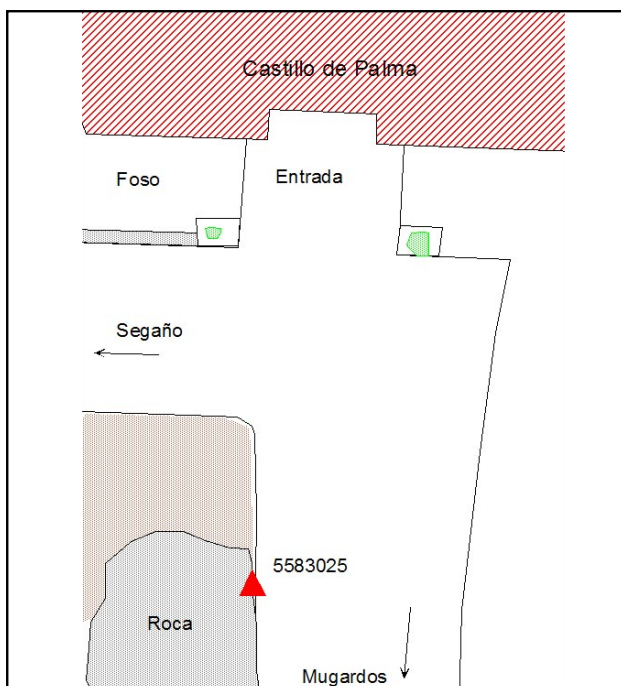 Castillo de Palma
Foso
Entrada
Segaño
5583025
Roca
Mugardos